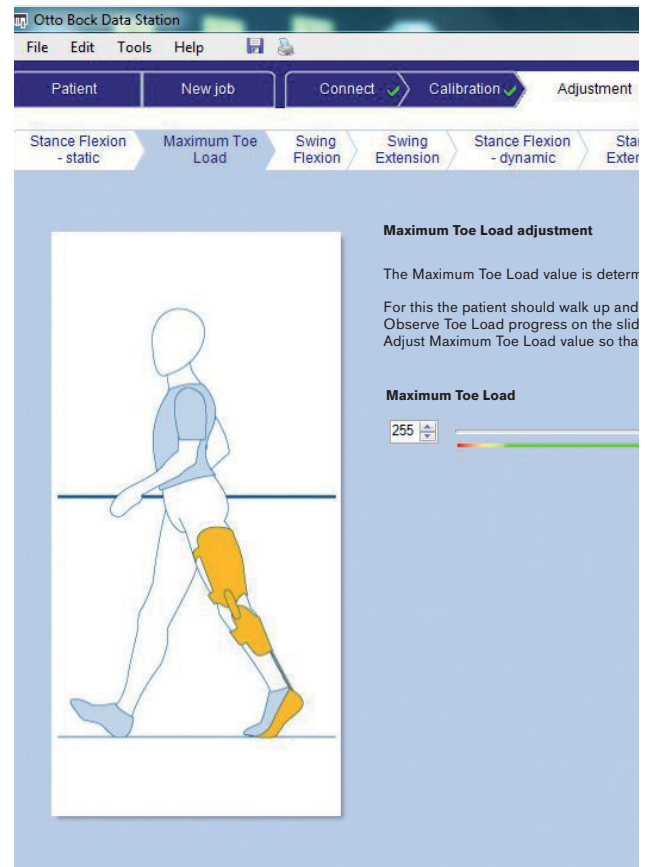 Otto Bock Data Station
File Edit Tools Help
Patient New job Connect Calibration Adjustment
Stance Flexion - static
Maximum Toe Load
Swing Flexion
Swing Extension
Stance Flexion - dynamic
Maximum Toe Load adjustment
The Maximum Toe Load value is
For this the patient should walk up and
Observe Toe Load progress on the
Adjust Maximum Toe Load value so
Maximum Toe Load
255